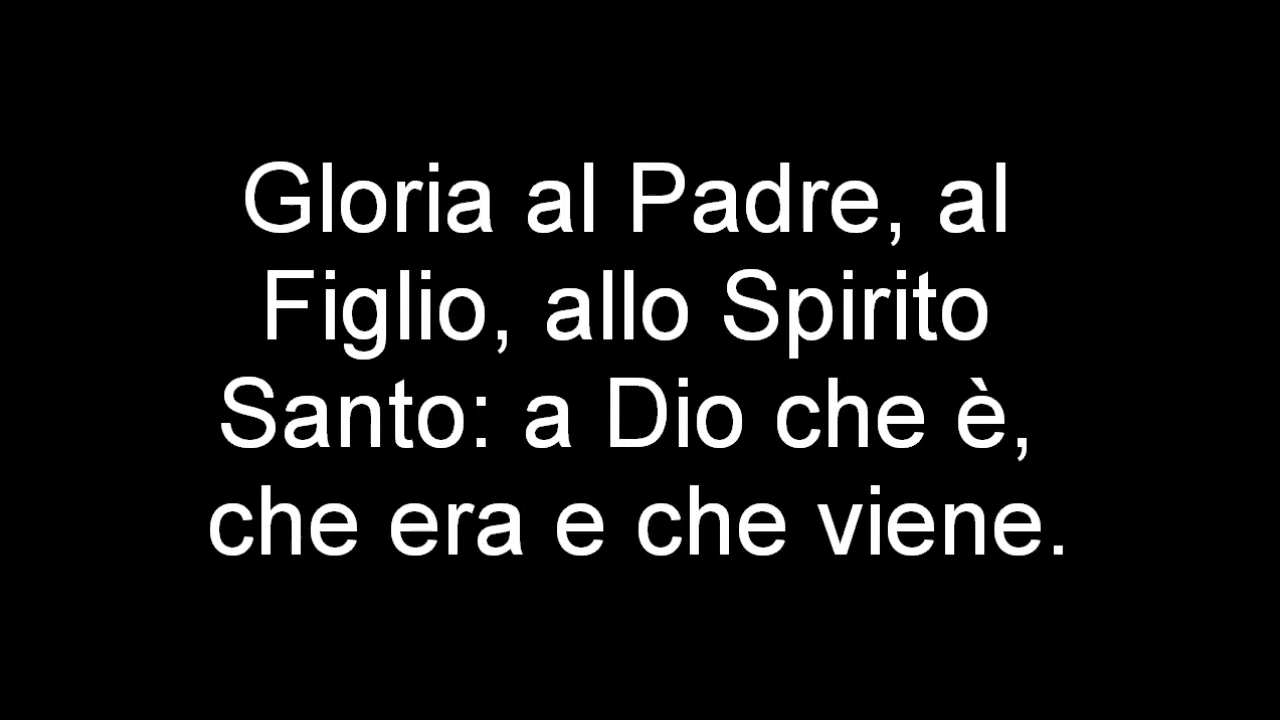 Gloria al Padre, al
Figlio, allo Spirito
Santo: a Dio che è,
che era e che viene.